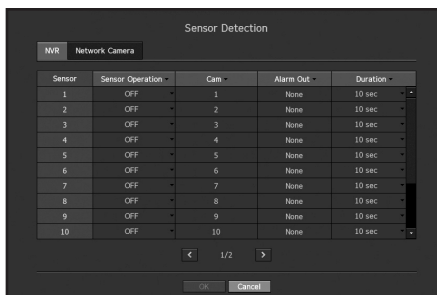 Sensor Detection
NVR Network Camera
Sensor Sensor Operation Cam Alarm Out Duration
1 OFF 1 None 10 sec
2 OFF 2 None 10 sec
3 OFF 3 None 10 sec
4 OFF 4 None 10 sec
5 OFF 5 None 10 sec
6 OFF 6 None 10 sec
7 OFF 7 None 10 sec
8 OFF 8 None 10 sec
9 OFF 9 None 10 sec
10 OFF 10 None 10 sec
< 1/2 >
OK Cancel